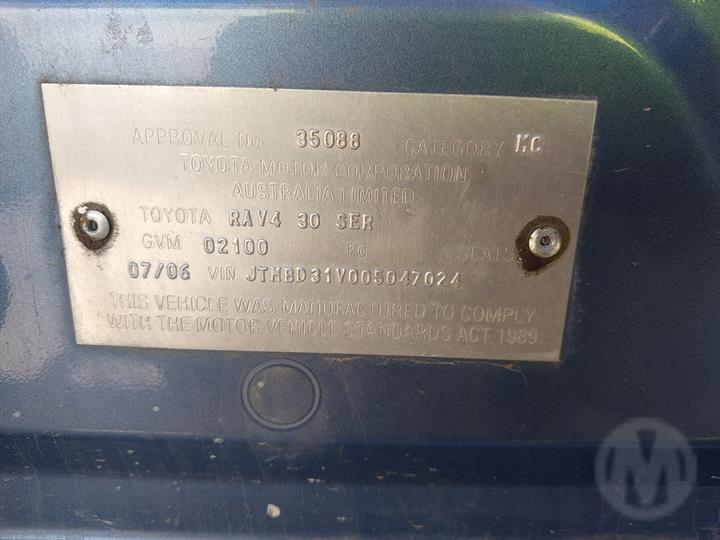 APPROVAL No 35088 CATEGORY MC
TOYOTA MOTOR CORPORATION
AUSTRALIA LIMITED
TOYOTA RAV4 30 SER
GVM 02100 Kg SEATS
07/06 VIN JTMBD31V005047024
THIS VEHICLE WAS MANUFACTURED TO COMPLY
WITH THE MOTOR VEHICLE STANDARDS ACT 1989
M